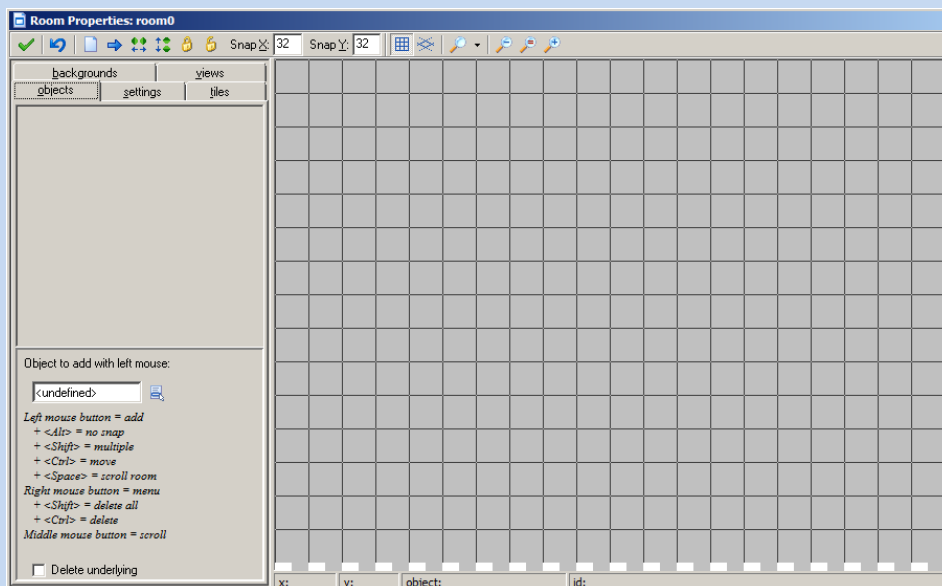 Room Properties: room0
Snap X: 32 Snap Y: 32
backgrounds views
objects settings tiles
Object to add with left mouse:
<undefined>
Left mouse button = add
+ <Alt> = no snap
+ <Shift> = multiple
+ <Ctrl> = move
+ <Space> = scroll room
Right mouse button = menu
+ <Shift> = delete all
+ <Ctrl> = delete
Middle mouse button = scroll
Delete underlying
x: y: object: id: